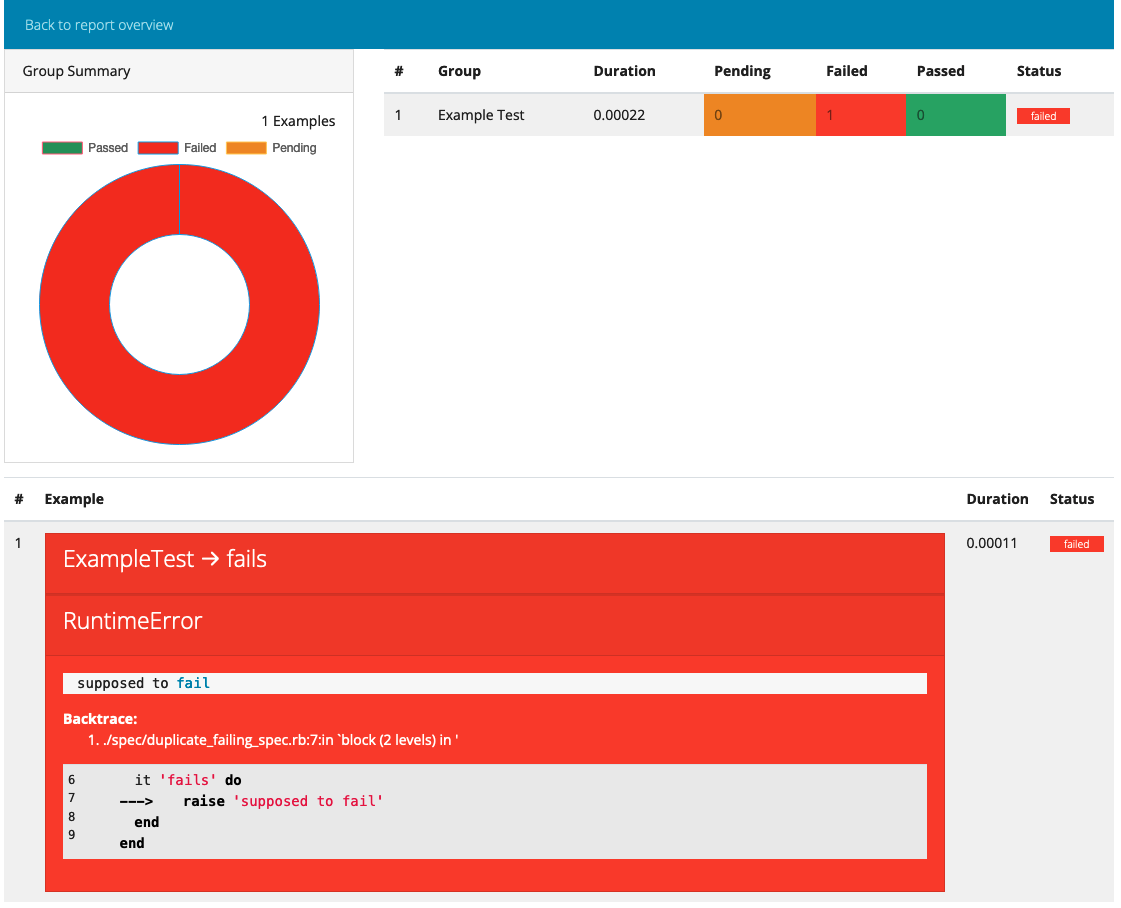 Back to report overview
Group Summary
1 Examples
Passed Failed Pending
# Group Duration Pending Failed Passed Status
1 Example Test 0.00022 0 1 0 failed
# Example Duration Status
1 ExampleTest → fails 0.00011 failed
RuntimeError
supposed to fail
Backtrace:
1. ./spec/duplicate_failing_spec.rb:7:in `block (2 levels) in '
6 it 'fails' do
7 ---> raise 'supposed to fail'
8 end
9 end